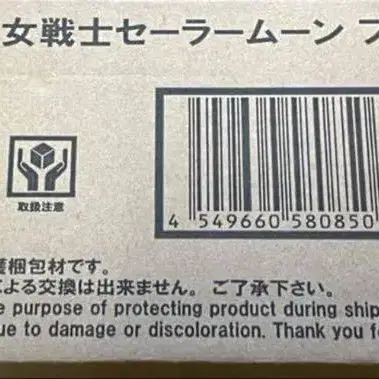 女戦士セーラームーン フ
取扱注意
4 549660 580850
梱包材です。
よる交換は出来ません。ご了承下さい。
e purpose of protecting product during ship
ue to damage or discoloration. Thank you f